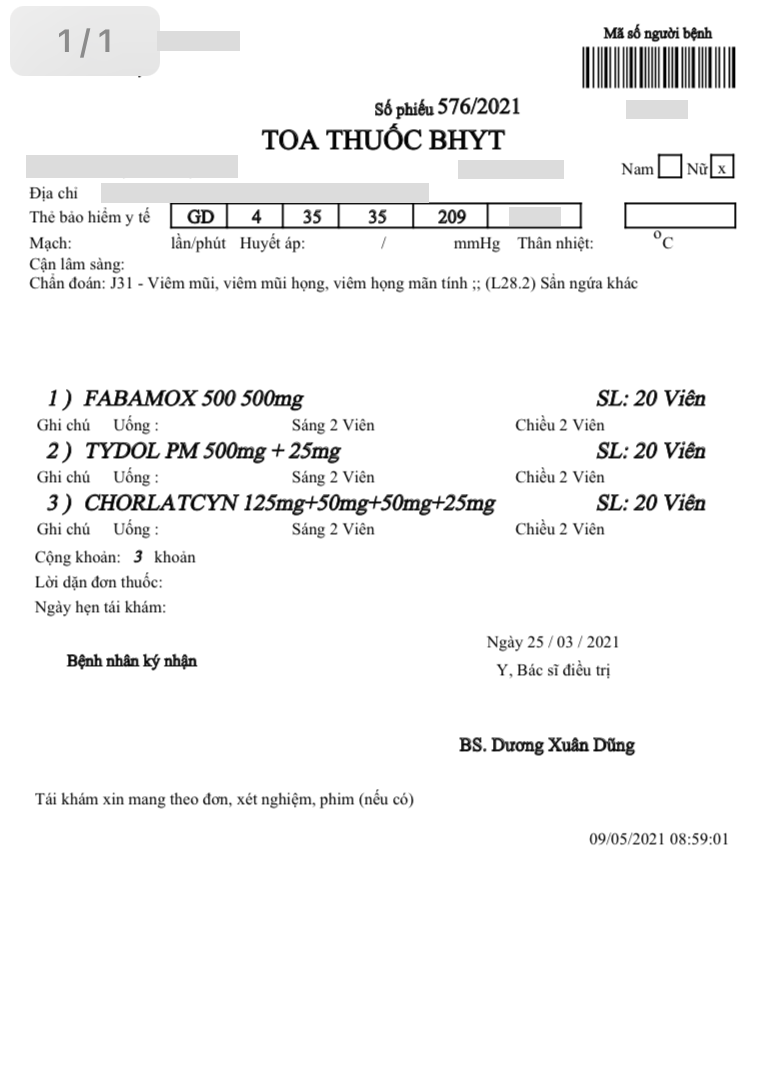 1/1
Mã số người bệnh
Số phiếu 576/2021
TOA THUỐC BHYT
Nam Nữ x
Địa chỉ
Thẻ bảo hiểm y tế GD 4 35 35 209
Mạch: lần/phút Huyết áp: / mmHg Thân nhiệt: °C
Cận lâm sàng:
Chẩn đoán: J31 - Viêm mũi, viêm mũi họng, viêm họng mãn tính ;; (L28.2) Sẩn ngứa khác
1 ) FABAMOX 500 500mg SL: 20 Viên
Ghi chú Uống : Sáng 2 Viên Chiều 2 Viên
2 ) TYDOL PM 500mg + 25mg SL: 20 Viên
Ghi chú Uống : Sáng 2 Viên Chiều 2 Viên
3 ) CHORLATCYN 125mg+50mg+50mg+25mg SL: 20 Viên
Ghi chú Uống : Sáng 2 Viên Chiều 2 Viên
Cộng khoản: 3 khoản
Lời dặn đơn thuốc:
Ngày hẹn tái khám:
Ngày 25 / 03 / 2021
Bệnh nhân ký nhận
Y, Bác sĩ điều trị
BS. Dương Xuân Dũng
Tái khám xin mang theo đơn, xét nghiệm, phim (nếu có)
09/05/2021 08:59:01